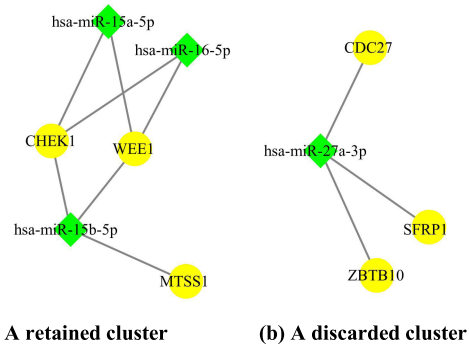 hsa-miR-15a-5p
hsa-miR-16-5p
CHEK1
WEE1
hsa-miR-15b-5p
MTSS1
A retained cluster
CDC27
hsa-miR-27a-3p
SFRP1
ZBTB10
(b) A discarded cluster